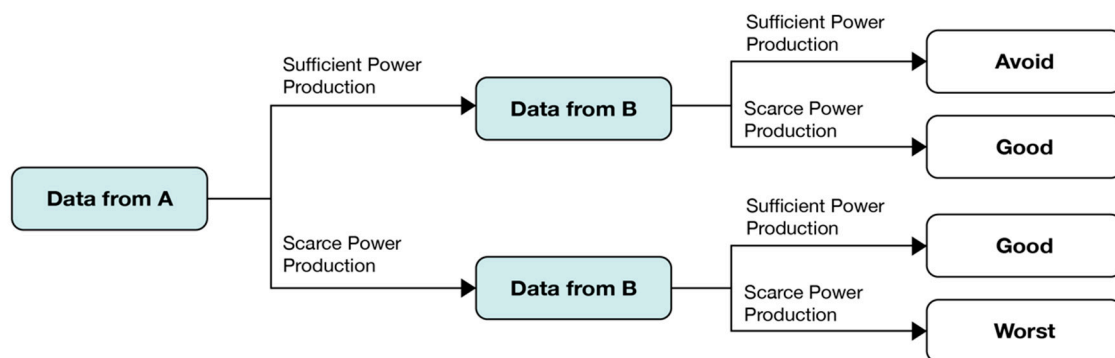 Data from A
Sufficient Power
Production
Data from B
Sufficient Power
Production
Avoid
Scarce Power
Production
Good
Scarce Power
Production
Data from B
Sufficient Power
Production
Good
Scarce Power
Production
Worst